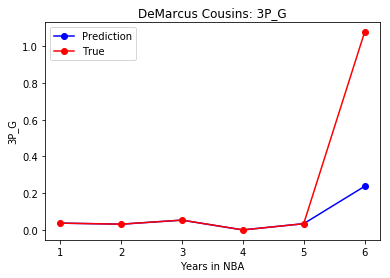 DeMarcus Cousins: 3P_G
Prediction
True
3P_G
1.0
0.8
0.6
0.4
0.2
0.0
1 2 3 4 5 6
Years in NBA